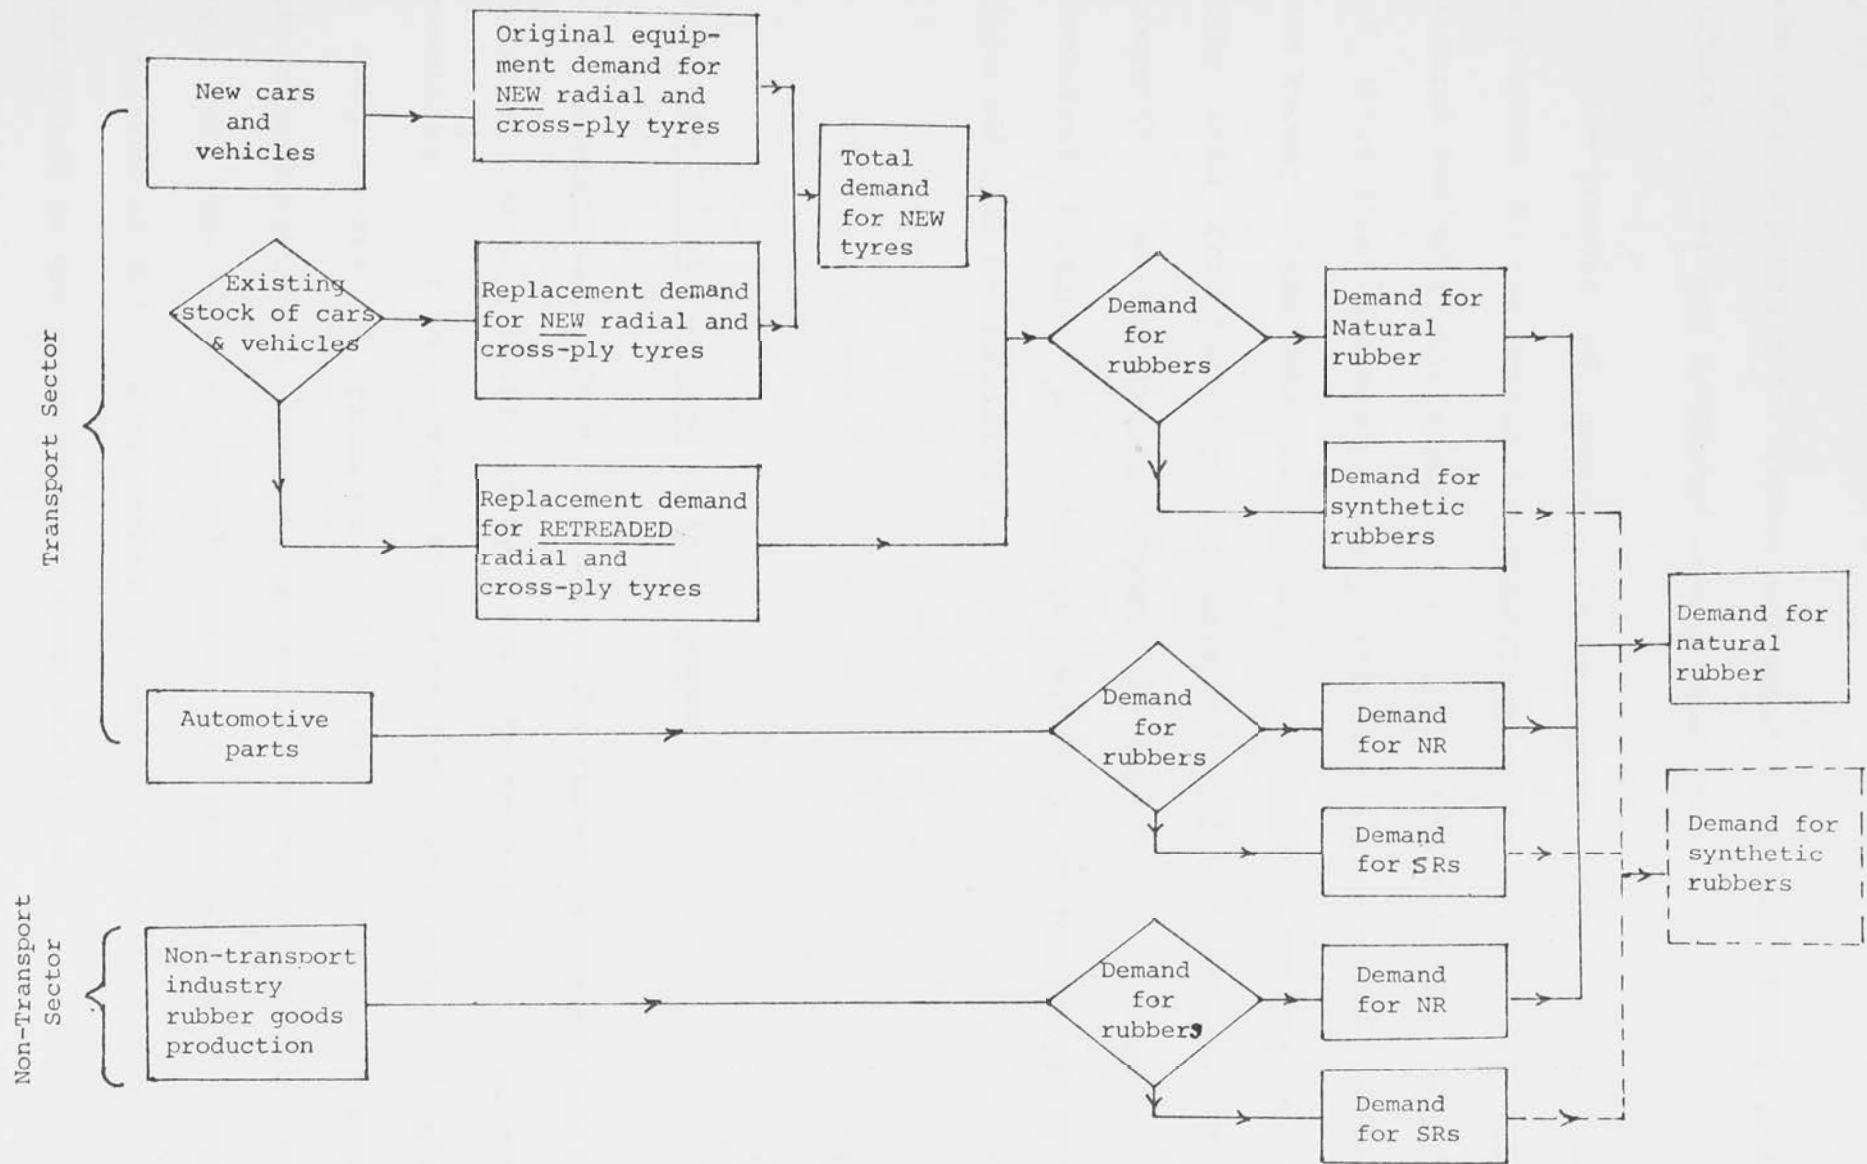 Transport Sector
New cars
and
vehicles
Original equip-
ment demand for
NEW radial and
cross-ply tyres
Total
demand
for NEW
tyres
Existing
stock of cars
& vehicles
Replacement demand
for NEW radial and
cross-ply tyres
Replacement demand
for RETREADED
radial and
cross-ply tyres
Demand
for
rubbers
Demand for
Natural
rubber
Demand for
synthetic
rubbers
Automotive
parts
Demand
for
rubbers
Demand
for NR
Demand
for SRs
Demand for
natural
rubber
Demand for
synthetic
rubbers
Non-Transport
Sector
Non-transport
industry
rubber goods
production
Demand
for
rubbers
Demand
for NR
Demand
for SRs